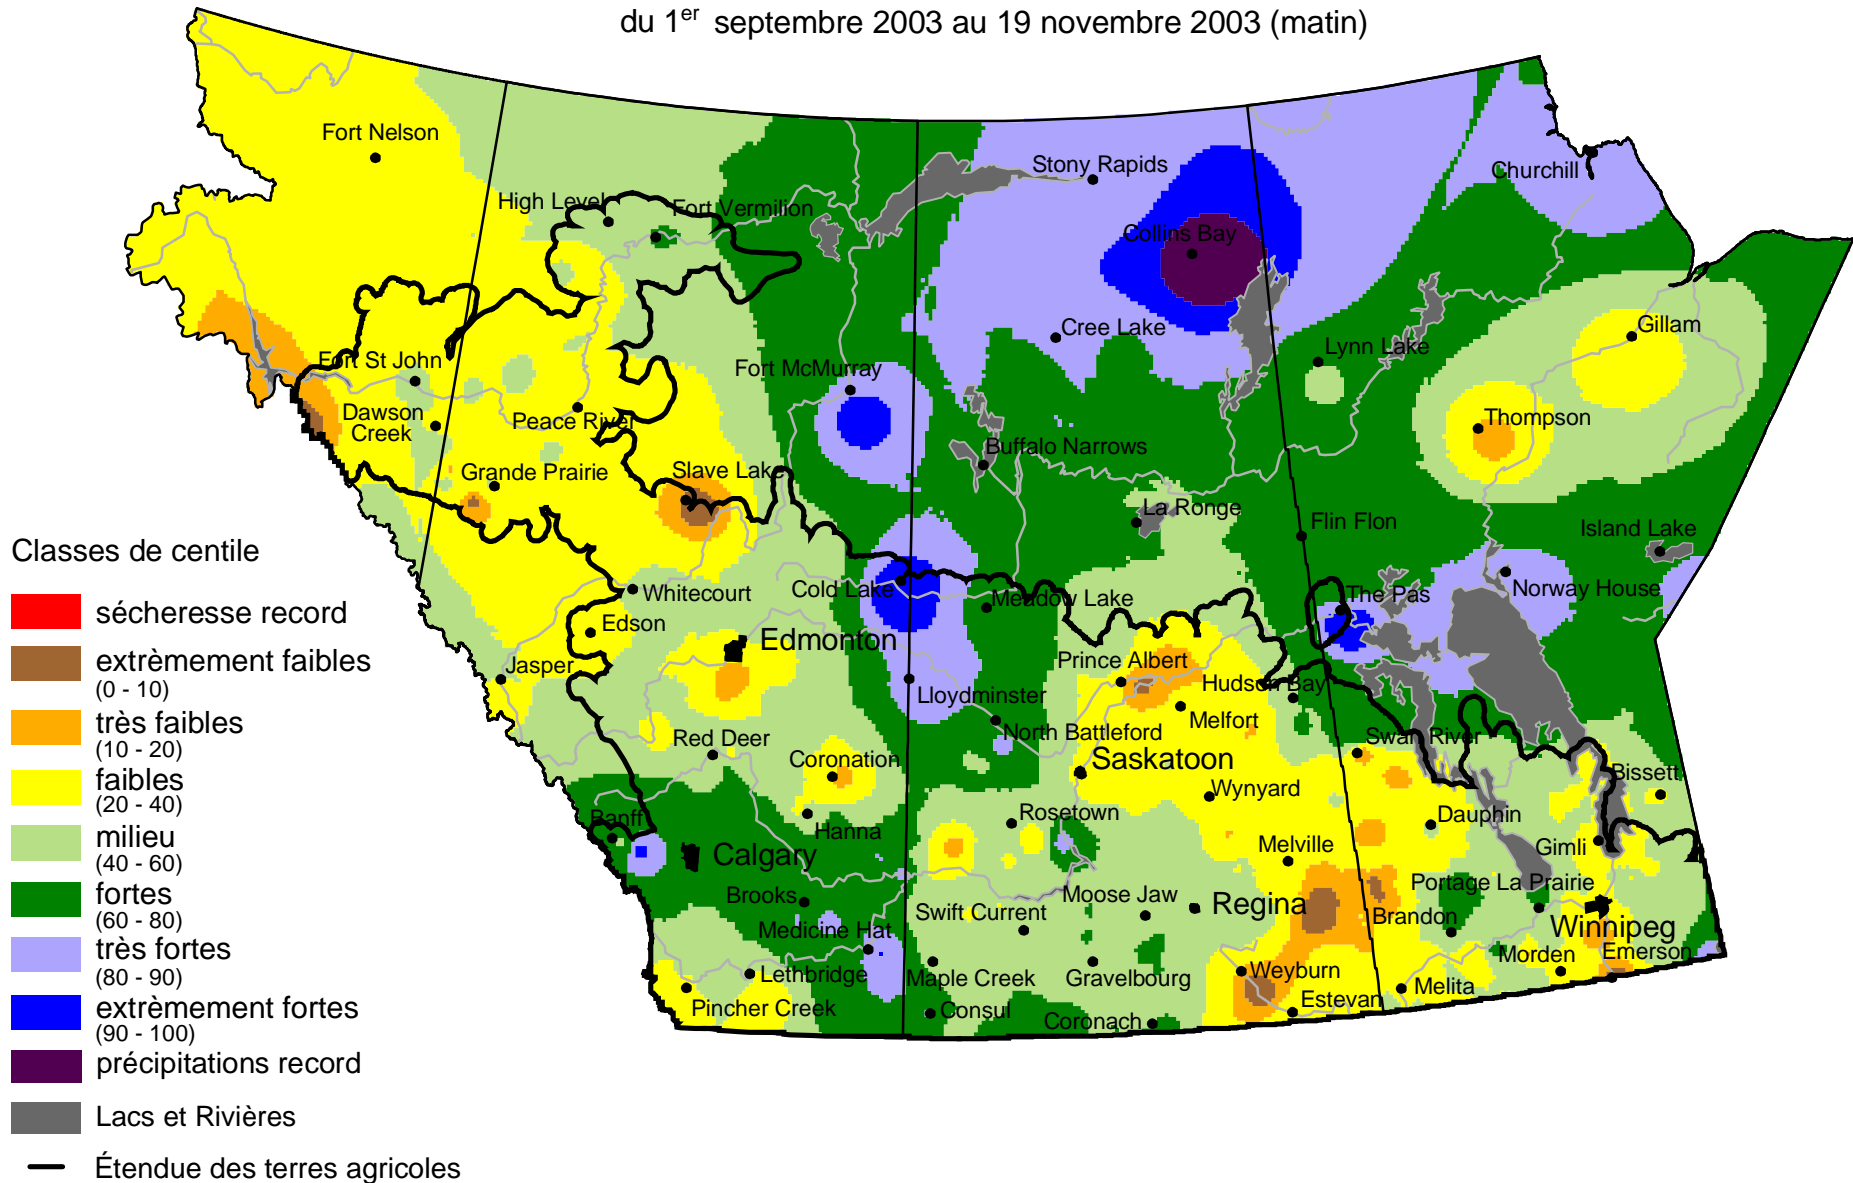 du 1er septembre 2003 au 19 novembre 2003 (matin)
Fort Nelson
Stony Rapids
Churchill
High Level
Fort Vermilion
Collins Bay
Cree Lake
Gillam
Lynn Lake
Fort St John
Fort McMurray
Dawson
Creek
Peace River
Thompson
Buffalo Narrows
Grande Prairie
Slave Lake
La Ronge
Flin Flon
Island Lake
Whitecourt
Cold Lake
Meadow Lake
The Pas
Norway House
Edson
Edmonton
Jasper
Prince Albert
Hudson Bay
Lloydminster
Melfort
North Battleford
Red Deer
Swan River
Coronation
Saskatoon
Bissett
Wynyard
Banff
Hanna
Rosetown
Dauphin
Calgary
Melville
Gimli
Brooks
Moose Jaw
Portage La Prairie
Swift Current
Regina
Brandon
Winnipeg
Medicine Hat
Lethbridge
Maple Creek
Gravelbourg
Weyburn
Morden
Emerson
Pincher Creek
Consul
Coronach
Estevan
Melita
Classes de centile
sécheresse record
extrèmement faibles
(0 - 10)
très faibles
(10 - 20)
faibles
(20 - 40)
milieu
(40 - 60)
fortes
(60 - 80)
très fortes
(80 - 90)
extrèmement fortes
(90 - 100)
précipitations record
Lacs et Rivières
Étendue des terres agricoles